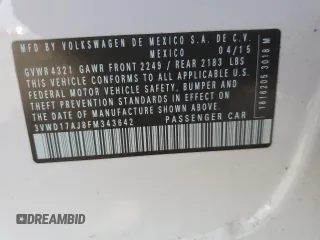 MFD BY VOLKSWAGEN DE MEXICO S.A. DE C.V.
MEXICO 04/15
GVWR 4321 GAWR FRONT 2249 / REAR 2183 LBS
THIS VEHICLE CONFORMS TO ALL APPLICABLE U.S.
FEDERAL MOTOR VEHICLE SAFETY, BUMPER, AND
THEFT PREVENTION STANDARDS IN EFFECT ON THE
DATE OF MANUFACTURE SHOWN ABOVE.
3VWD17AJ8FM343642 PASSENGER CAR
1816205 3018 M
DREAMBID